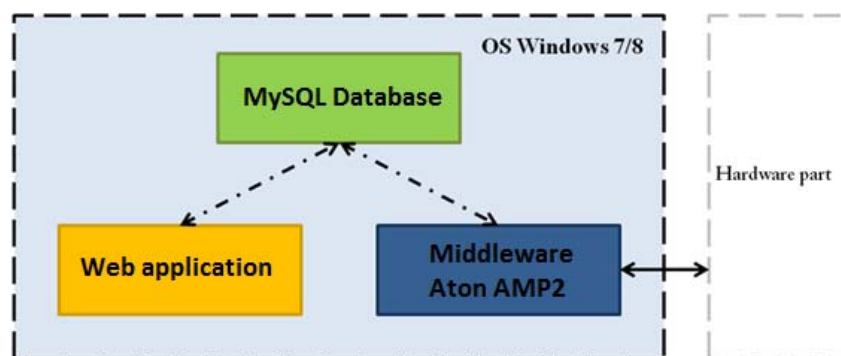 OS Windows 7/8
MySQL Database
Hardware part
Web application
Middleware
Aton AMP2